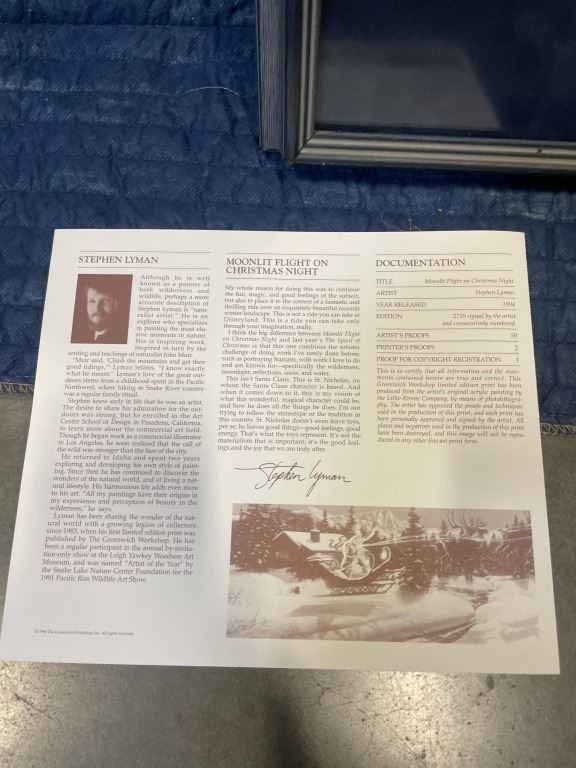 STEPHEN LYMAN
Although he is well
known as a painter of
both wilderness and
wildlife, perhaps a more
accurate description of
Stephen Lyman is "natu-
ralist artist." He is an
explorer who specializes
in painting the most elu-
sive moments in nature.
His is inspiring work,
inspired in turn by the
writing and teachings of naturalist John Muir.
"Muir said, 'Climb the mountains and get their
good tidings,'" Lyman relates. "I know exactly
what he meant." Lyman's love of the great out-
doors stems from a childhood spent in the Pacific
Northwest, where hiking in Snake River country
was a regular family ritual.
Stephen knew early in life that he was an artist.
The desire to share his admiration for the out-
doors was strong, but he enrolled in the Art
Center School of Design in Pasadena, California,
to learn more about the commercial art field.
Though he began work as a commercial illustrator
in Los Angeles, he soon realized that the call of
the wild was stronger than the lure of the city.
He returned to Idaho and spent two years
exploring and developing his own style of paint-
ing. Since then he has continued to discover the
wonders of the natural world, and of living a nat-
ural lifestyle. His harmonious life adds even more
to his art. "All my paintings have their origins in
my experience and perception of beauty in the
wilderness," he says.
Lyman has been sharing the wonder of the nat-
ural world with a growing legion of collectors
since 1983, when his first limited edition print was
published by The Greenwich Workshop. He has
been a regular participant in the annual by-invita-
tion-only show at the Leigh Yawkey Woodson Art
Museum, and was named "Artist of the Year" by
the Snake Lake Nature Center Foundation for the
1991 Pacific Rim Wildlife Art Show.
© 1994 The Greenwich Workshop, Inc. All rights reserved
MOONLIT FLIGHT ON
CHRISTMAS NIGHT
My whole reason for doing this was to continue
the fun, magic, and good feelings of the subject,
but also to place it in the context of a fantastic and
thrilling ride over an exquisitely beautiful moonlit
winter landscape. This is not a ride you can take at
Disneyland. This is a ride you can take only
through your imagination, really.
I think the big difference between Moonlit Flight
on Christmas Night and last year's The Spirit of
Christmas is that this one combines the artistic
challenge of doing work I've rarely done before,
such as portraying Santas, with work I love to do
and am known for—specifically the wilderness,
moonlight, reflections, snow, and water.
This isn't Santa Claus. This is St. Nicholas, on
whom the Santa Claus character is based. And
when it comes down to it, this is my vision of
what this wonderful, magical character could be,
and how he does all the things he does. I'm not
trying to follow the stereotype or the tradition in
this country. St. Nicholas doesn't even leave toys,
per se; he leaves good things—good feelings, good
energy. That's what the toys represent. It's not the
materialism that is important; it's the good feel-
ings and the joy that we are truly after.
Stephen Lyman
DOCUMENTATION
TITLE Moonlit Flight on Christmas Night
ARTIST Stephen Lyman
YEAR RELEASED 1994
EDITION 2750 signed by the artist
and consecutively numbered.
ARTIST'S PROOFS 50
PRINTER'S PROOFS 2
PROOF FOR COPYRIGHT REGISTRATION 1
This is to certify that all information and the state-
ments contained herein are true and correct. This
Greenwich Workshop limited edition print has been
produced from the artist's original acrylic painting by
the Litho-Krome Company, by means of photolithogra-
phy. The artist has approved the proofs and techniques
used in the production of this print, and each print has
been personally approved and signed by the artist. All
plates and negatives used in the production of this print
have been destroyed, and this image will not be repro-
duced in any other fine art print form.